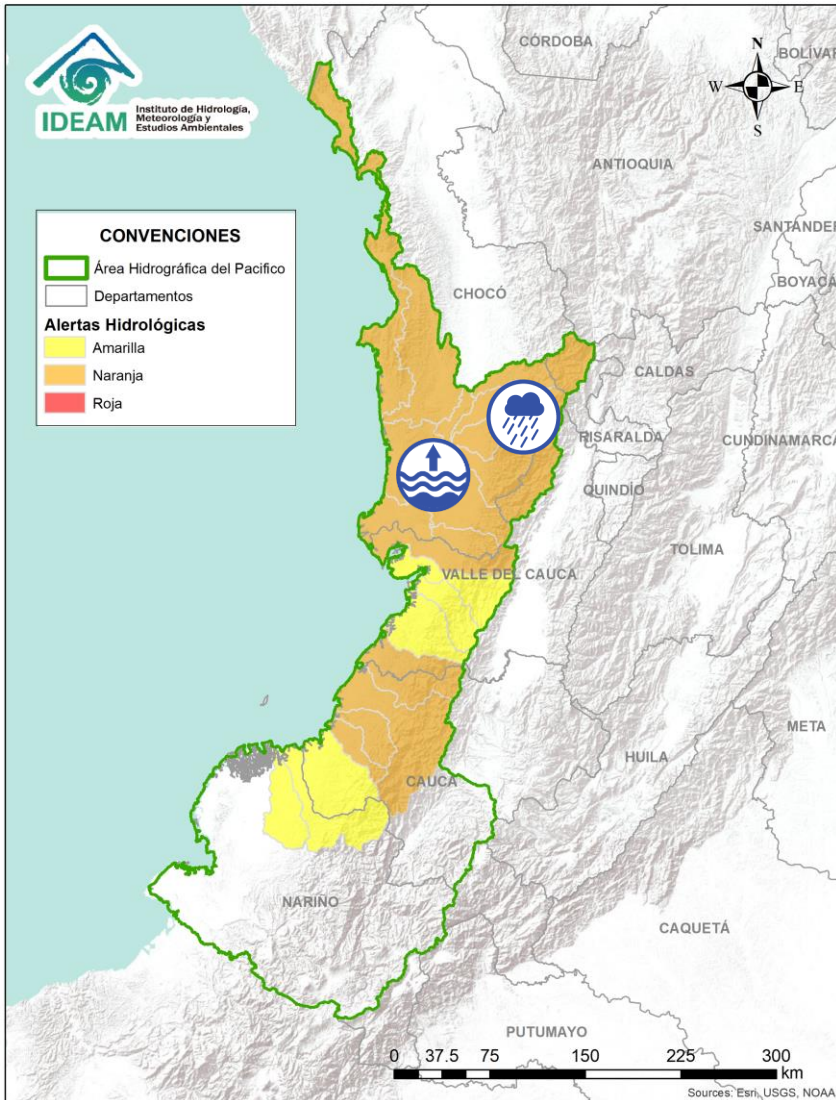 IDEAM
Instituto de Hidrología,
Meteorología y
Estudios Ambientales
CONVENCIONES
Área Hidrográfica del Pacifico
Departamentos
Alertas Hidrológicas
Amarilla
Naranja
Roja
N
W
E
S
CÓRDOBA
BOLÍVAR
ANTIOQUIA
SANTANDER
BOYACÁ
CHOCÓ
CALDAS
RISARALDA
CUNDINAMARCA
QUINDÍO
TOLIMA
VALLE DEL CAUCA
META
HUILA
CAUCA
NARIÑO
CAQUETÁ
PUTUMAYO
0 37.5 75 150 225 300
km
Sources: Esri, USGS, NOAA